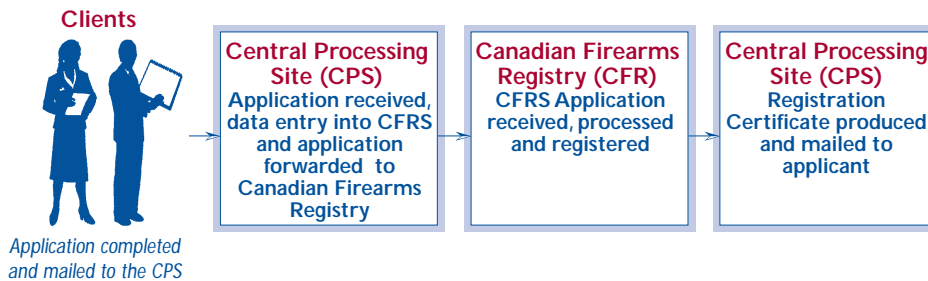 Clients
Application completed
and mailed to the CPS
Central Processing
Site (CPS)
Application received,
data entry into CFRS
and application
forwarded to
Canadian Firearms
Registry
Canadian Firearms
Registry (CFR)
CFRS Application
received, processed
and registered
Central Processing
Site (CPS)
Registration
Certificate produced
and mailed to
applicant